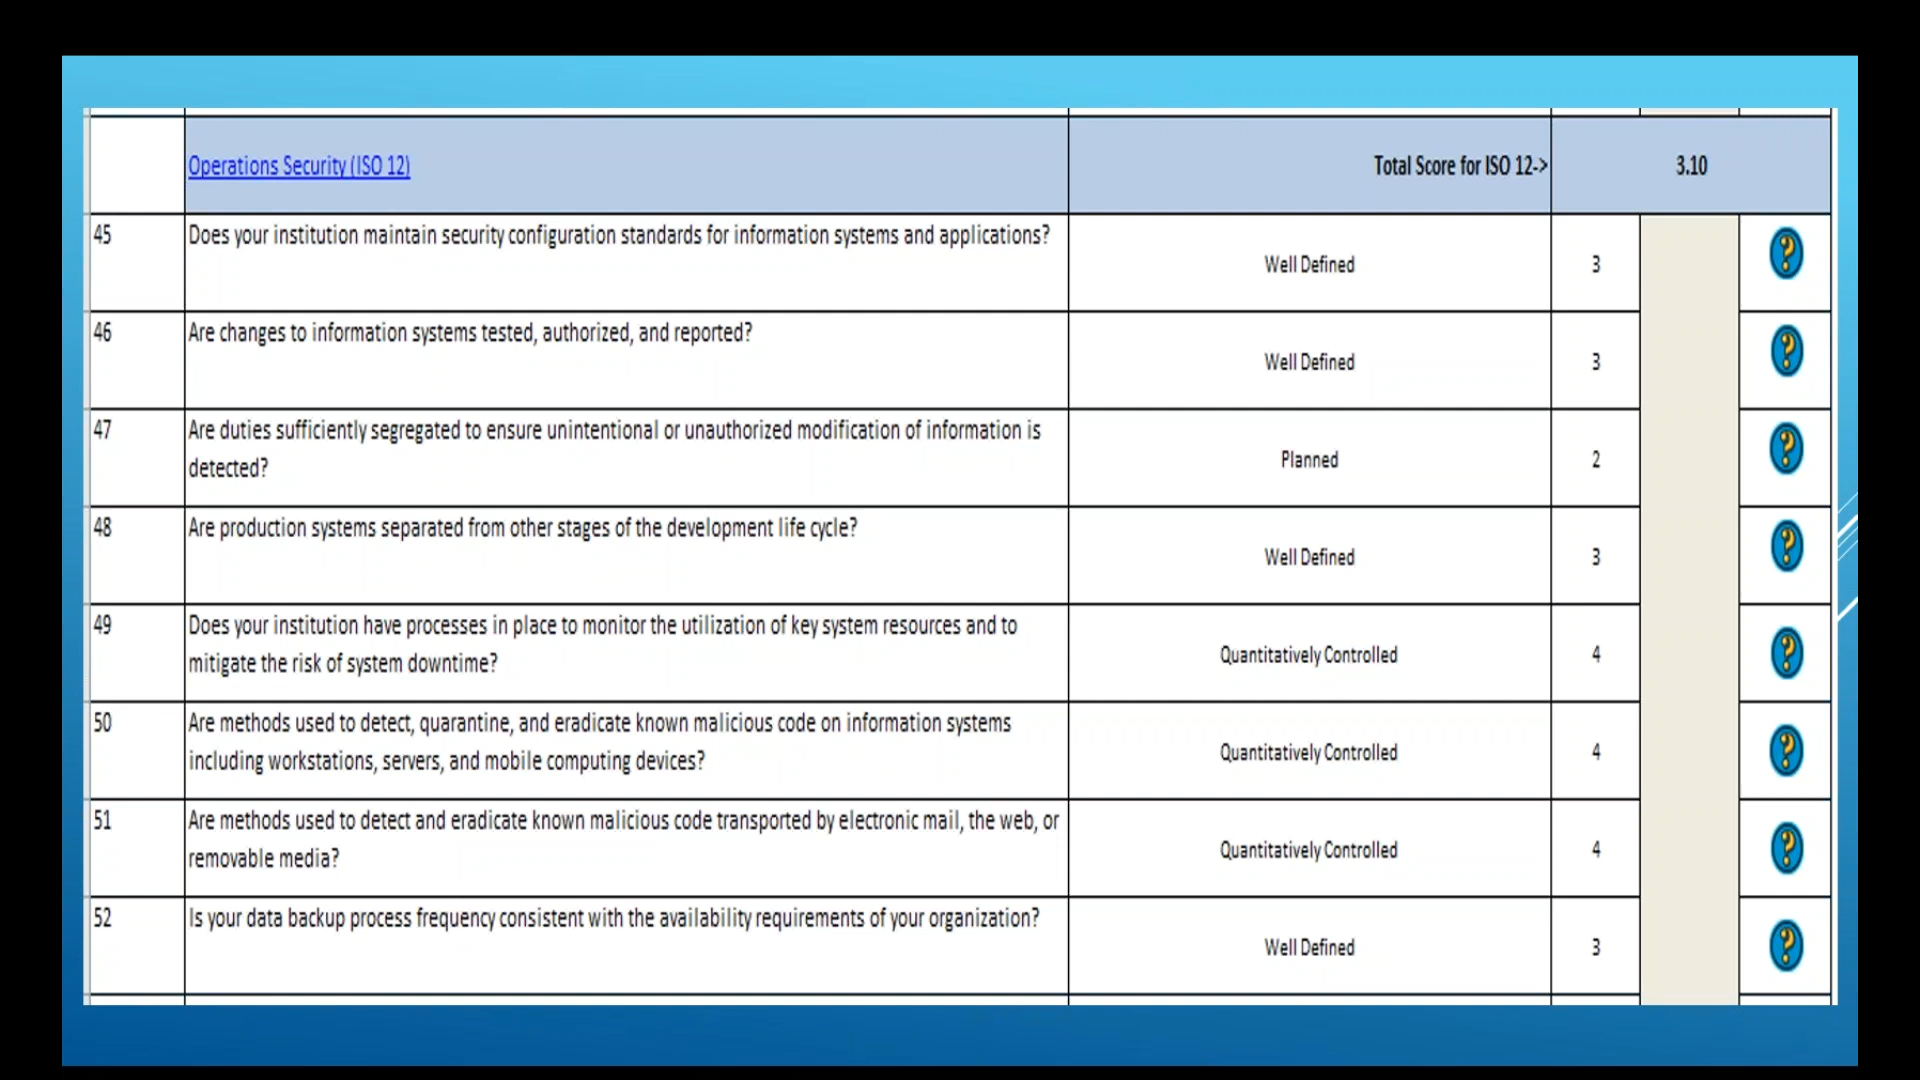 Operations Security (ISO 12) Total Score for ISO 12-> 3.10
45 Does your institution maintain security configuration standards for information systems and applications? Well Defined 3 ?
46 Are changes to information systems tested, authorized, and reported? Well Defined 3 ?
47 Are duties sufficiently segregated to ensure unintentional or unauthorized modification of information is
detected? Planned 2 ?
48 Are production systems separated from other stages of the development life cycle? Well Defined 3 ?
49 Does your institution have processes in place to monitor the utilization of key system resources and to
mitigate the risk of system downtime? Quantitatively Controlled 4 ?
50 Are methods used to detect, quarantine, and eradicate known malicious code on information systems
including workstations, servers, and mobile computing devices? Quantitatively Controlled 4 ?
51 Are methods used to detect and eradicate known malicious code transported by electronic mail, the web, or
removable media? Quantitatively Controlled 4 ?
52 Is your data backup process frequency consistent with the availability requirements of your organization? Well Defined 3 ?